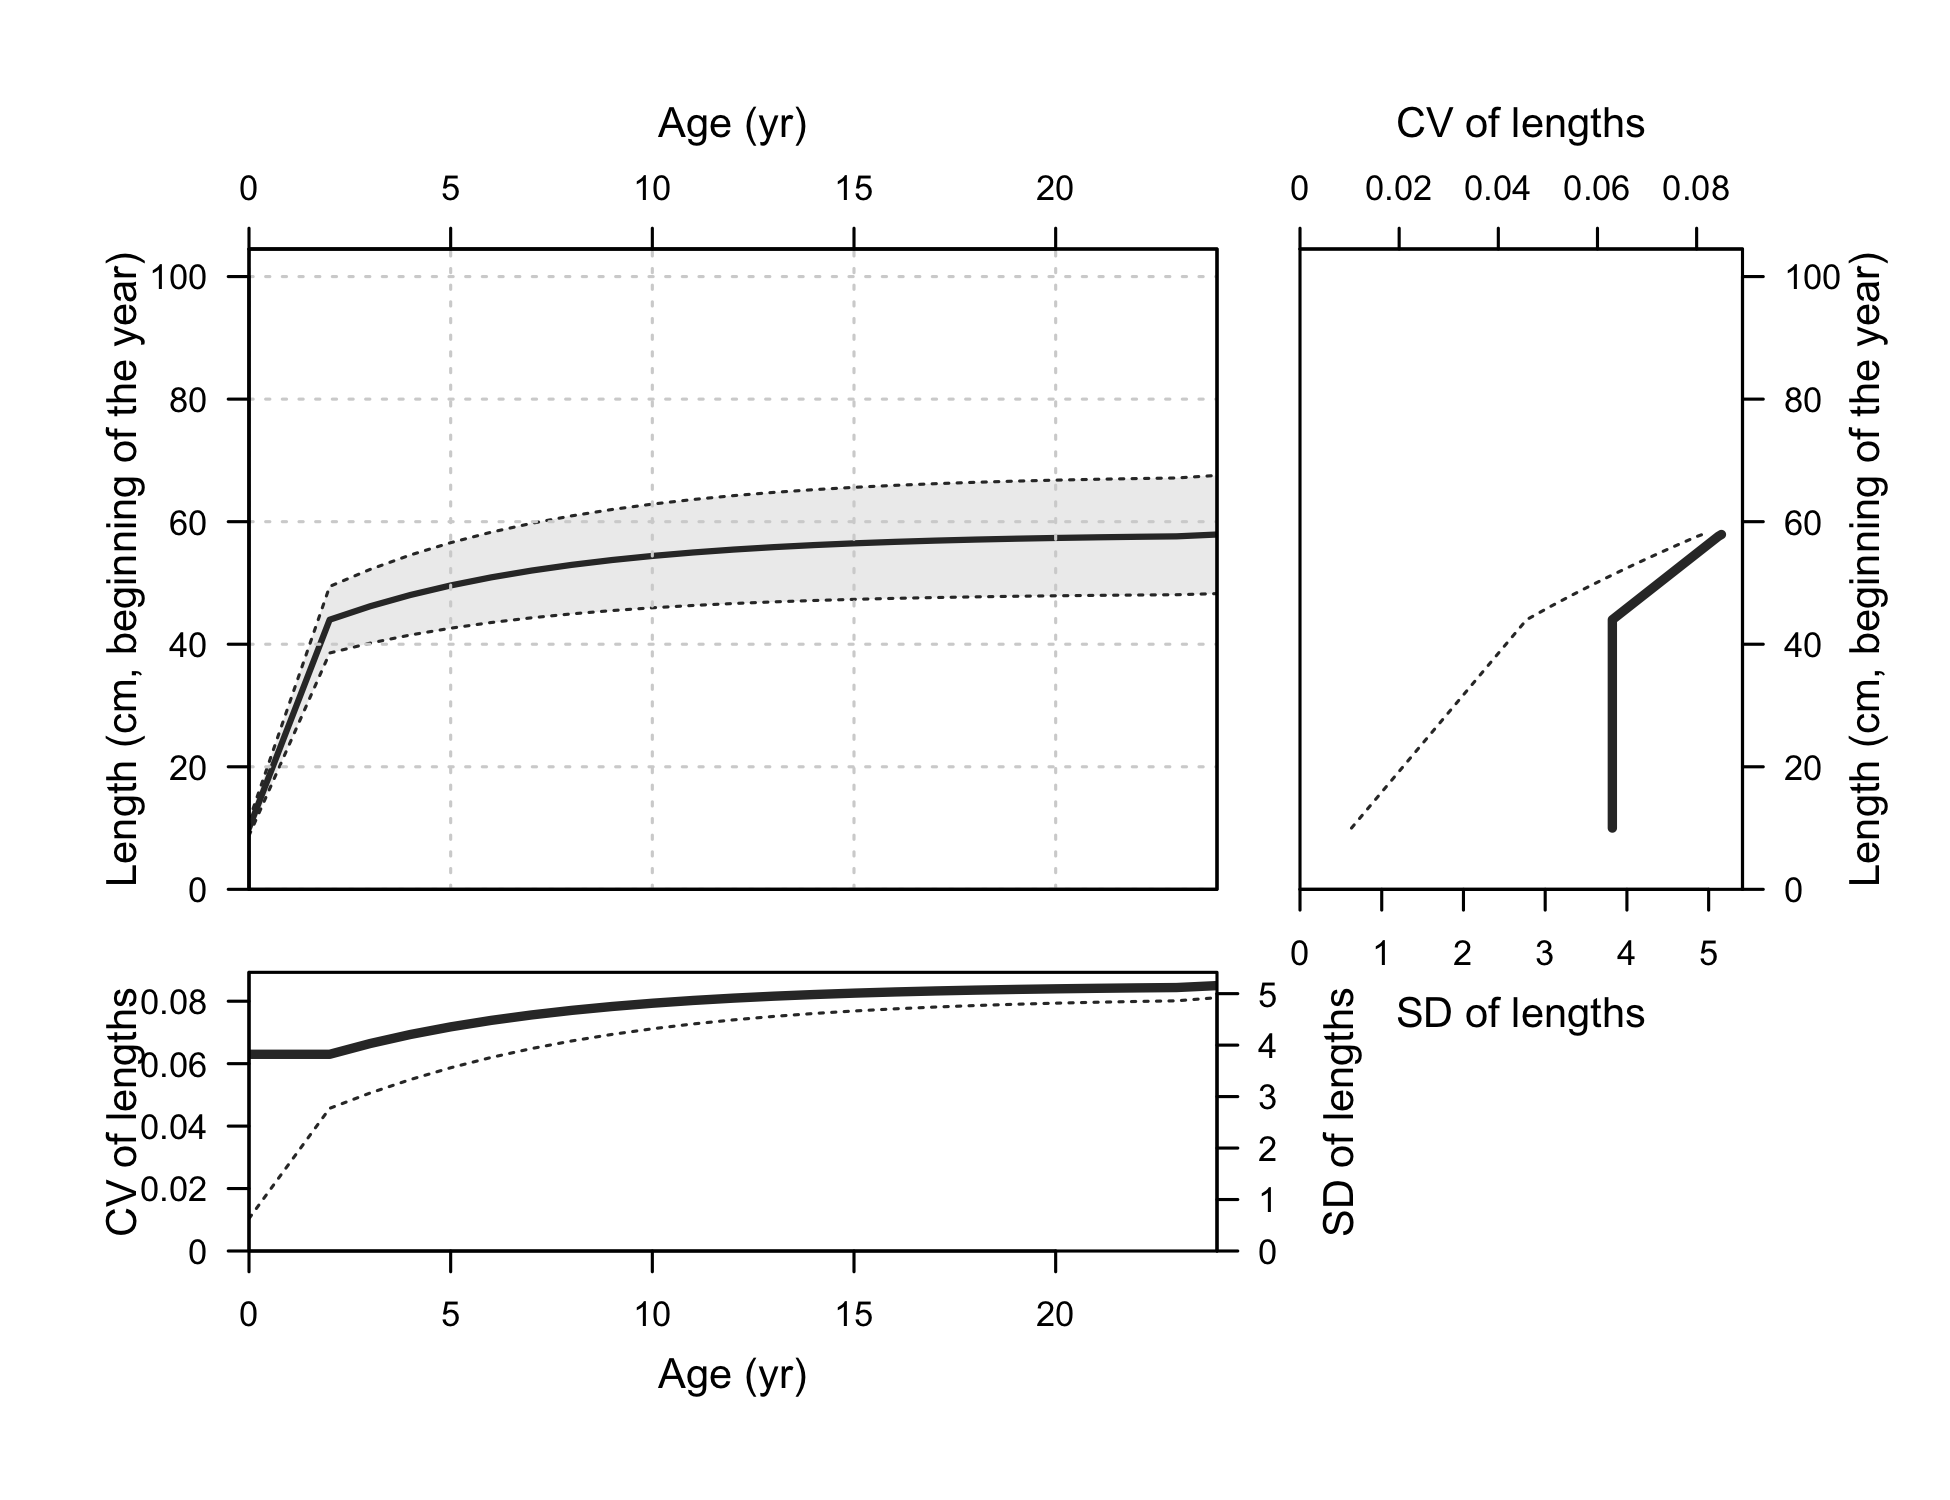 Age (yr)
0 5 10 15 20
Length (cm, beginning of the year)
100
80
60
40
20
0
CV of lengths
0 0.02 0.04 0.06 0.08
100
80
60
40
20
0
Length (cm, beginning of the year)
0 1 2 3 4 5
SD of lengths
CV of lengths
0.08
0.06
0.04
0.02
0
5
4
3
2
1
0
SD of lengths
0 5 10 15 20
Age (yr)